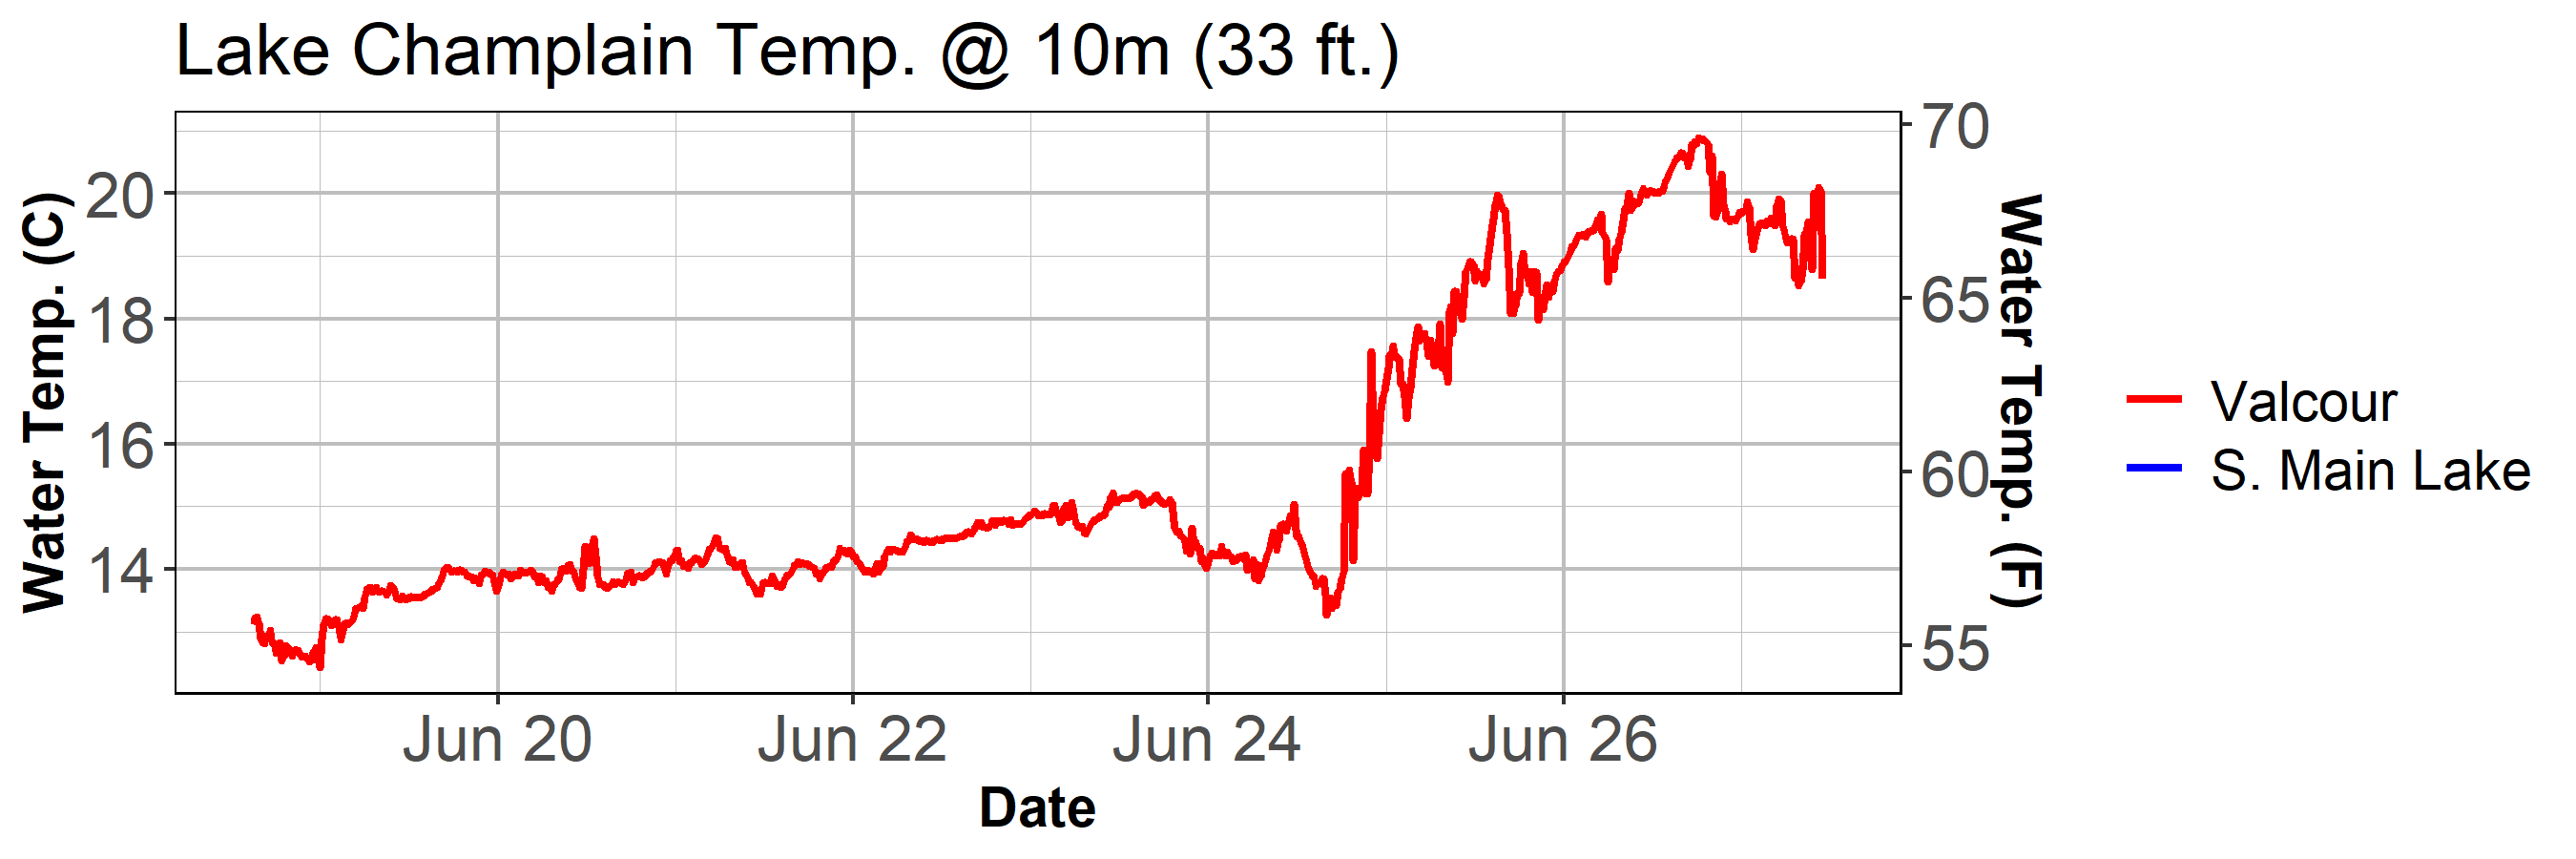 Lake Champlain Temp. @ 10m (33 ft.)
Water Temp. (C)
20
18
16
14
70
65
60
55
Water Temp. (F)
Jun 20
Jun 22
Jun 24
Jun 26
Date
Valcour
S. Main Lake